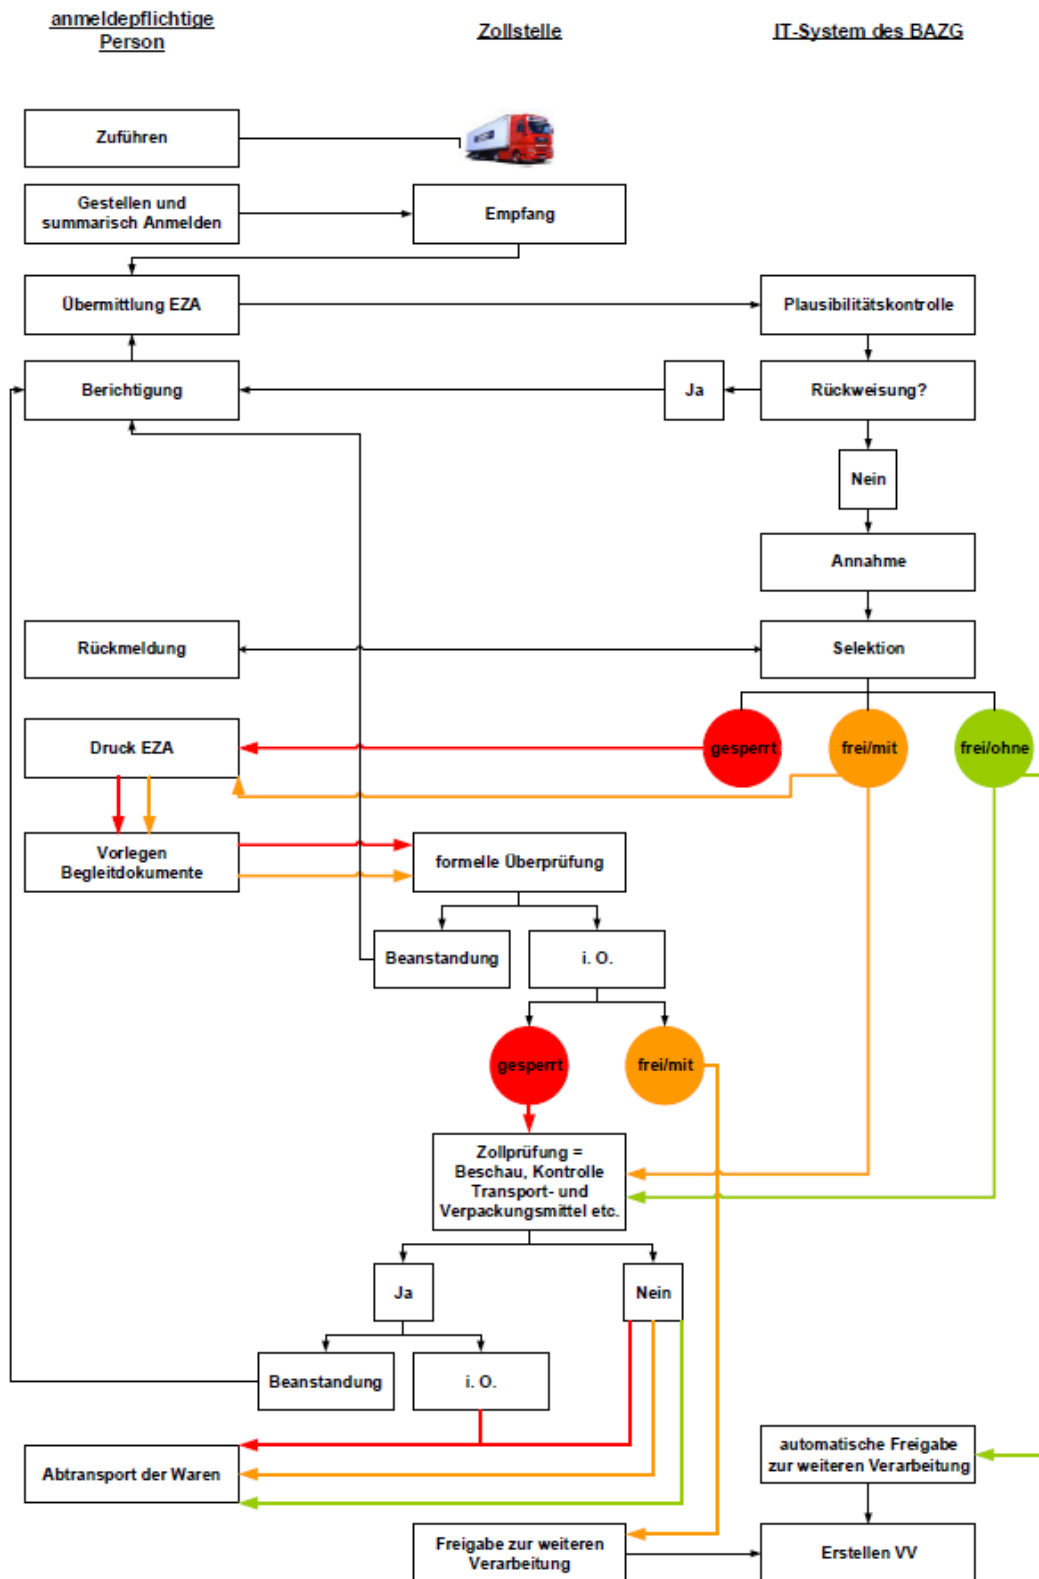 anmeldepflichtige
Person
Zollstelle
IT-System des BAZG
Zuführen
Gestellen und
summarisch Anmelden
Empfang
Übermittlung EZA
Plausibilitätskontrolle
Berichtigung
Ja
Rückweisung?
Nein
Annahme
Rückmeldung
Selektion
Druck EZA
gesperrt
frei/mit
frei/ohne
Vorlegen
Begleitdokumente
formelle Überprüfung
Beanstandung
i. O.
gesperrt
frei/mit
Zollprüfung =
Beschau, Kontrolle
Transport- und
Verpackungsmittel etc.
Ja
Nein
Beanstandung
i. O.
Abtransport der Waren
automatische Freigabe
zur weiteren Verarbeitung
Freigabe zur weiteren
Verarbeitung
Erstellen VV